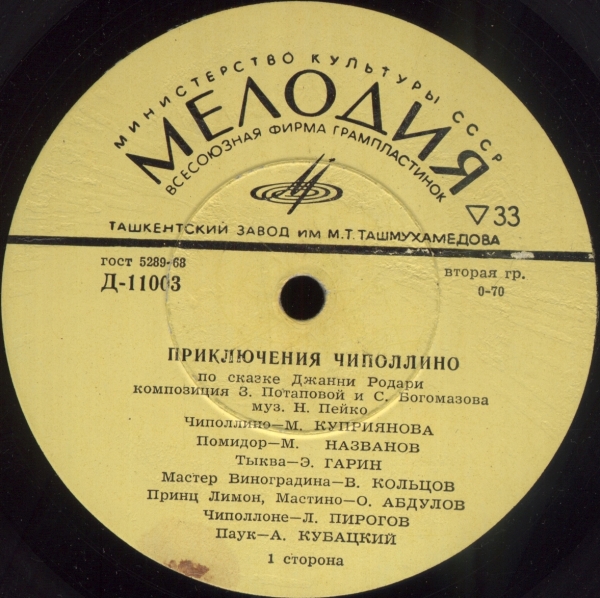 МИНИСТЕРСТВО КУЛЬТУРЫ СССР
МЕЛОДИЯ
ВСЕСОЮЗНАЯ ФИРМА ГРАМПЛАСТИНОК
▽33
ТАШКЕНТСКИЙ ЗАВОД ИМ М.Т.ТАШМУХАМЕДОВА
гост 5289-68
Д-11003
вторая гр.
0-70
ПРИКЛЮЧЕНИЯ ЧИПОЛЛИНО
по сказке Джанни Родари
композиция З. Потаповой и С. Богомазова
муз. Н. Пейко
Чиполлино—М. КУПРИЯНОВА
Помидор—М. НАЗВАНОВ
Тыква—Э. ГАРИН
Мастер Виноградина—В. КОЛЬЦОВ
Принц Лимон, Мастино—О. АБДУЛОВ
Чиполлоне—Л. ПИРОГОВ
Паук—А. КУБАЦКИЙ
1 сторона